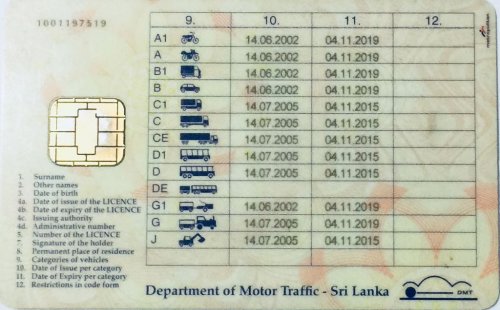 1001197519
9. 10. 11. 12.
A1 14.06.2002 04.11.2019
A 14.06.2002 04.11.2019
B1 14.06.2002 04.11.2019
B 14.06.2002 04.11.2019
C1 14.07.2005 04.11.2015
C 14.07.2005 04.11.2015
CE 14.07.2005 04.11.2015
D1 14.07.2005 04.11.2015
D 14.07.2005 04.11.2015
DE
G1 14.06.2002 04.11.2019
G 14.07.2005 04.11.2015
J 14.07.2005 04.11.2015
1. Surname
2. Other names
3. Date of birth
4a. Date of issue of the LICENCE
4b. Date of expiry of the LICENCE
4c. Issuing authority
4d. Administrative number
5. Number of the LICENCE
7. Signature of the holder
8. Permanent place of residence
9. Categories of vehicles
10. Date of Issue per category
11. Date of Expiry per category
12. Restrictions in code form
Department of Motor Traffic - Sri Lanka
DMT